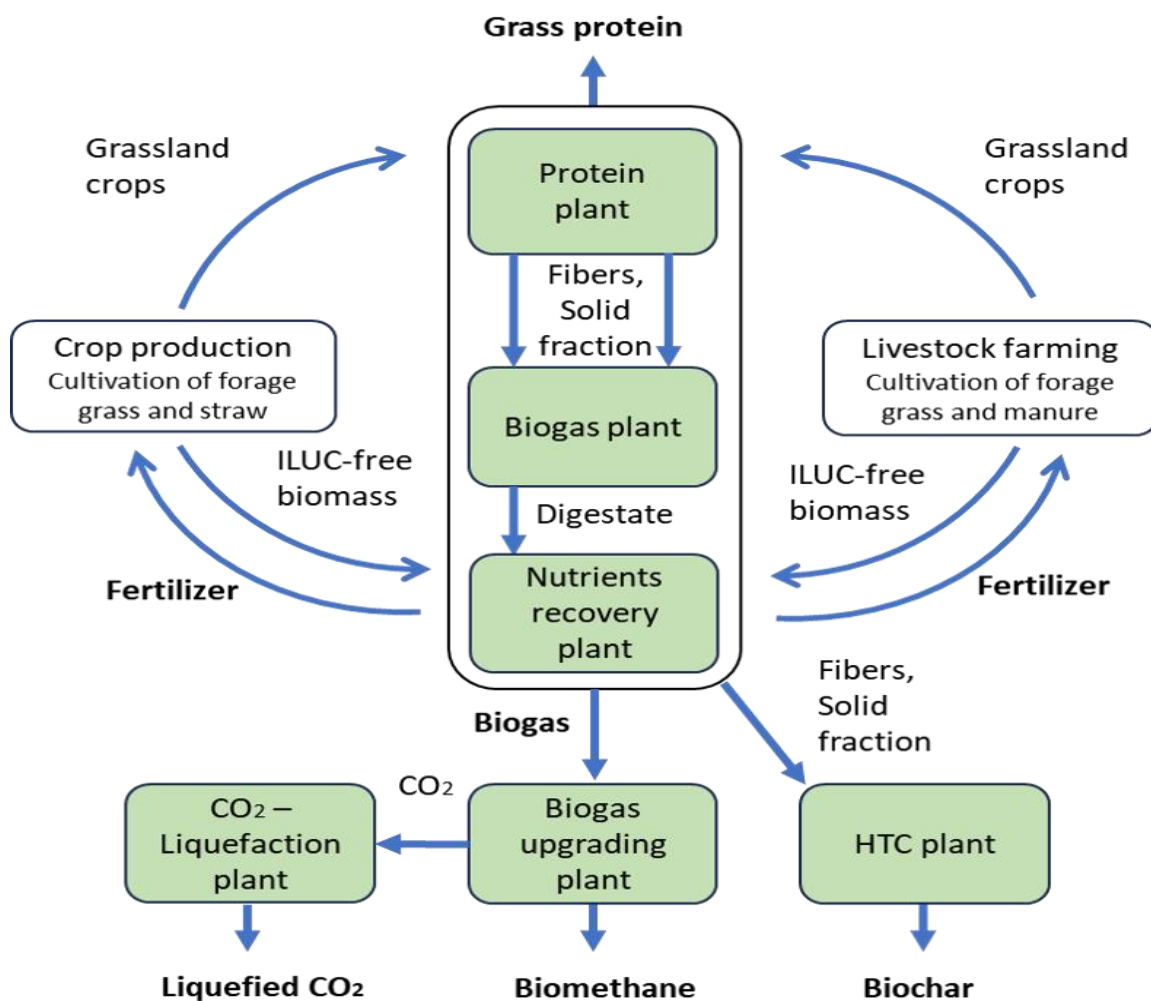 Grass protein
Grassland
crops
Grassland
crops
Protein
plant
Fibers,
Solid
fraction
Crop production
Cultivation of forage
grass and straw
Livestock farming
Cultivation of forage
grass and manure
Biogas plant
ILUC-free
biomass
ILUC-free
biomass
Digestate
Fertilizer
Nutrients
recovery
plant
Fertilizer
Fibers,
Solid
fraction
Biogas
CO₂
CO₂ –
Liquefaction
plant
Biogas
upgrading
plant
HTC plant
Liquefied CO₂
Biomethane
Biochar